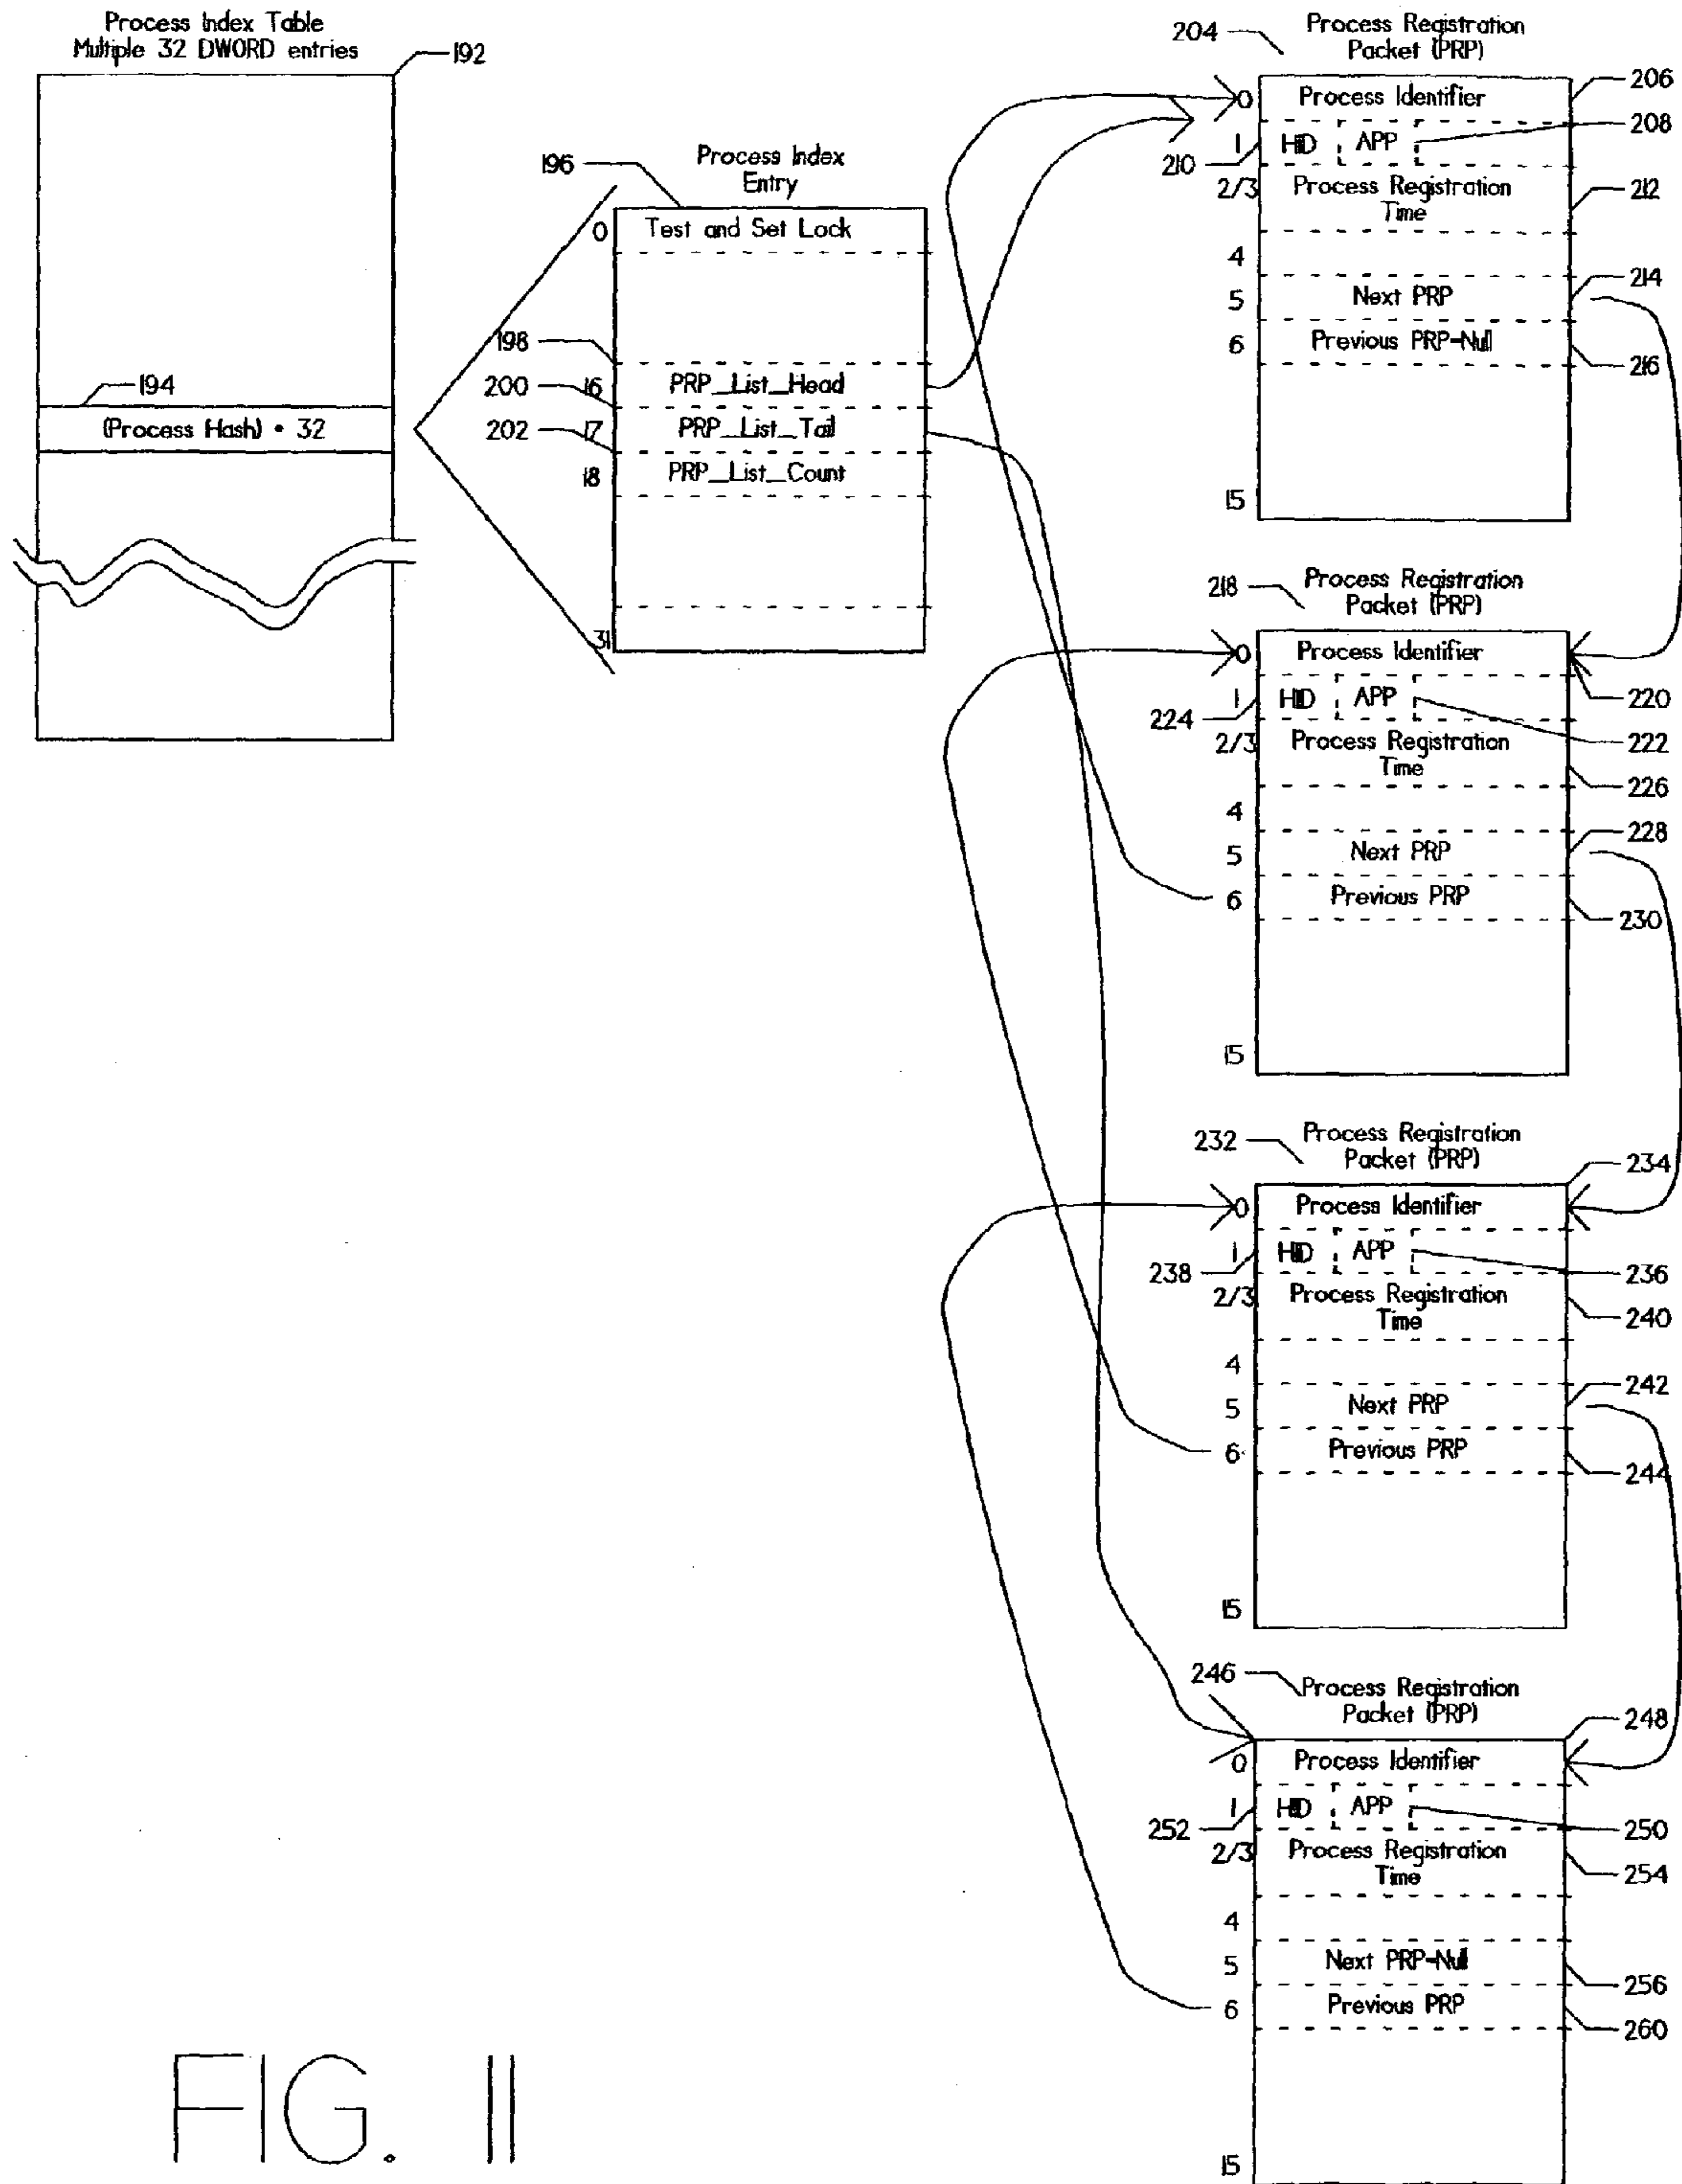 Process Index Table
Multiple 32 DWORD entries
192
194
(Process Hash) • 32
196
Process Index
Entry
0 Test and Set Lock
198
200 16 PRP_List_Head
202 17 PRP_List_Tail
18 PRP_List_Count
31
204
Process Registration
Packet (PRP)
206
0 Process Identifier
208
1 HID APP
210
2/3 Process Registration
Time
212
4
214
5 Next PRP
6 Previous PRP-Null
216
15
218
Process Registration
Packet (PRP)
0 Process Identifier
220
1 HID APP
224
222
2/3 Process Registration
Time
226
4
228
5 Next PRP
6 Previous PRP
230
15
232
Process Registration
Packet (PRP)
234
0 Process Identifier
1 HID APP
238
236
2/3 Process Registration
Time
240
4
242
5 Next PRP
6 Previous PRP
244
15
246
Process Registration
Packet (PRP)
248
0 Process Identifier
1 HID APP
252
250
2/3 Process Registration
Time
254
4
5 Next PRP-Null
256
6 Previous PRP
260
15
FIG. 11